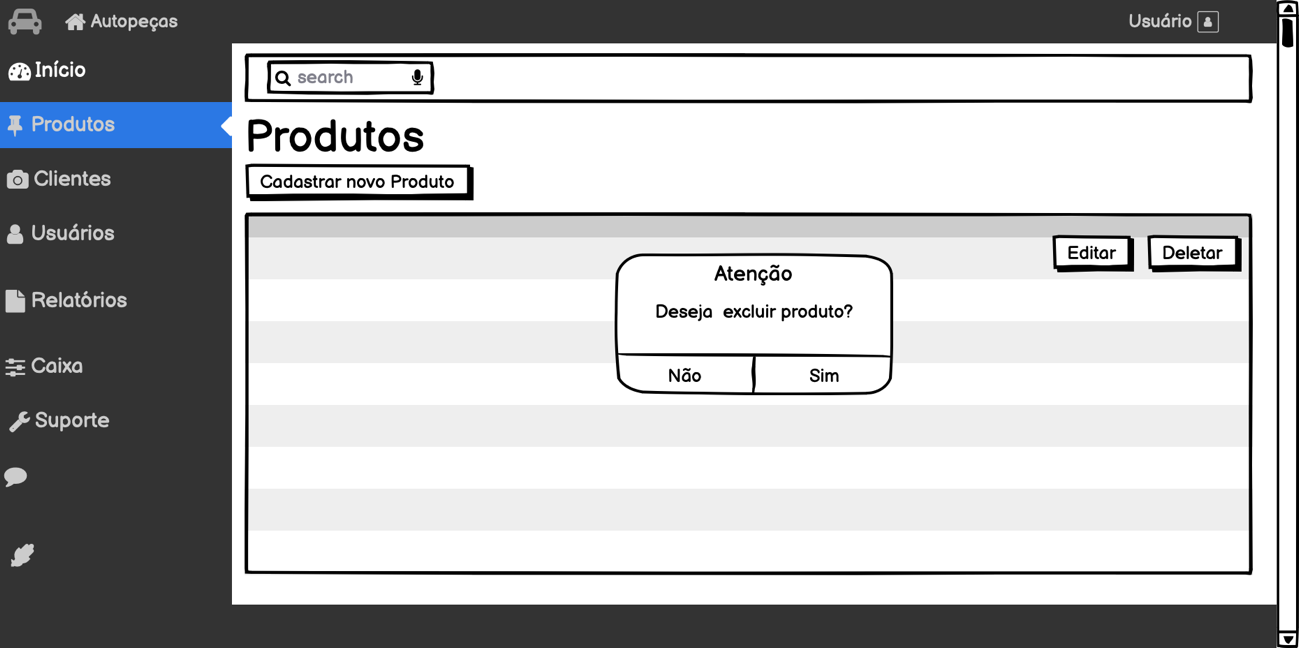 Autopeças
Usuário
Início
Produtos
Clientes
Usuários
Relatórios
Caixa
Suporte
search
Produtos
Cadastrar novo Produto
Editar
Deletar
Atenção
Deseja excluir produto?
Não
Sim